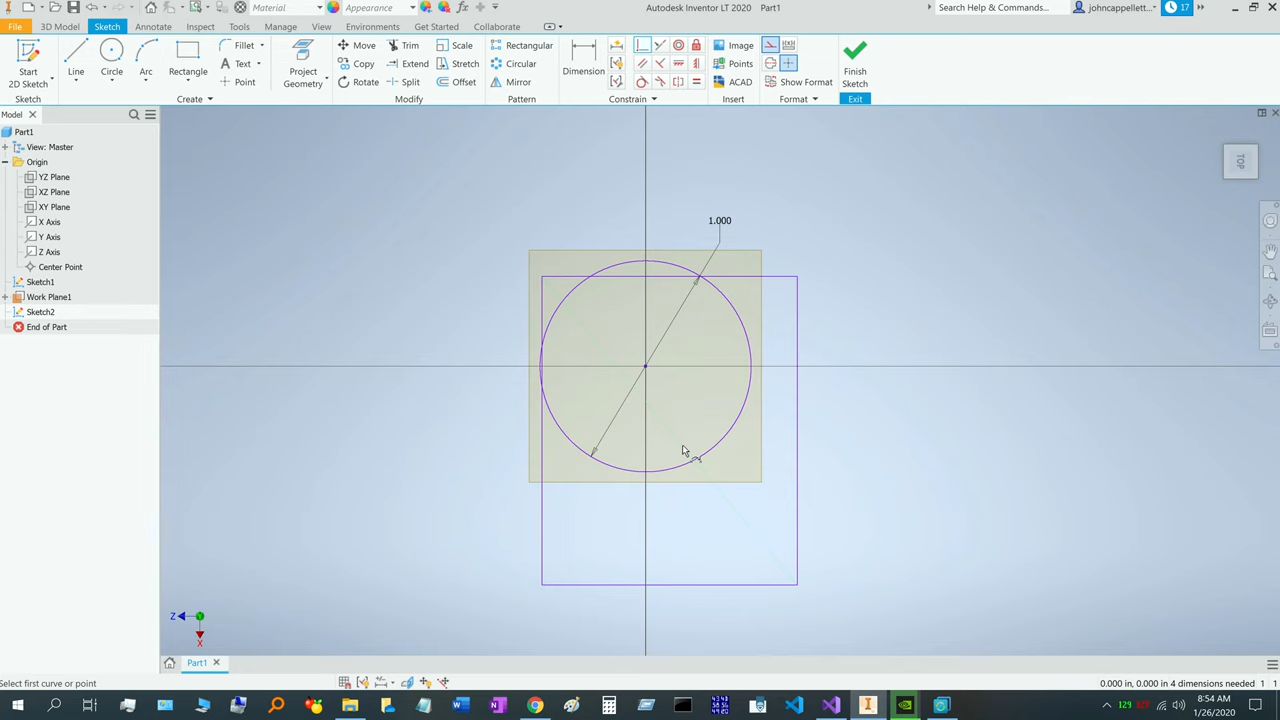 Material
Appearance
Autodesk Inventor LT 2020 Part1
Search Help & Commands...
johncappellett...
17
File
3D Model
Sketch
Annotate
Inspect
Tools
Manage
View
Environments
Get Started
Collaborate
Start
2D Sketch
Line
Circle
Arc
Rectangle
Fillet
Text
Point
Project
Geometry
Move
Copy
Rotate
Trim
Extend
Split
Scale
Stretch
Offset
Rectangular
Circular
Mirror
Dimension
Image
Points
ACAD
Show Format
Finish
Sketch
Sketch
Create
Modify
Pattern
Constrain
Insert
Format
Exit
Model
Part1
View: Master
Origin
YZ Plane
XZ Plane
XY Plane
X Axis
Y Axis
Z Axis
Center Point
Sketch1
Work Plane1
Sketch2
End of Part
TOP
1.000
Z
X
Part1
Select first curve or point
0.000 in, 0.000 in 4 dimensions needed 1 1
129
8:54 AM
1/26/2020